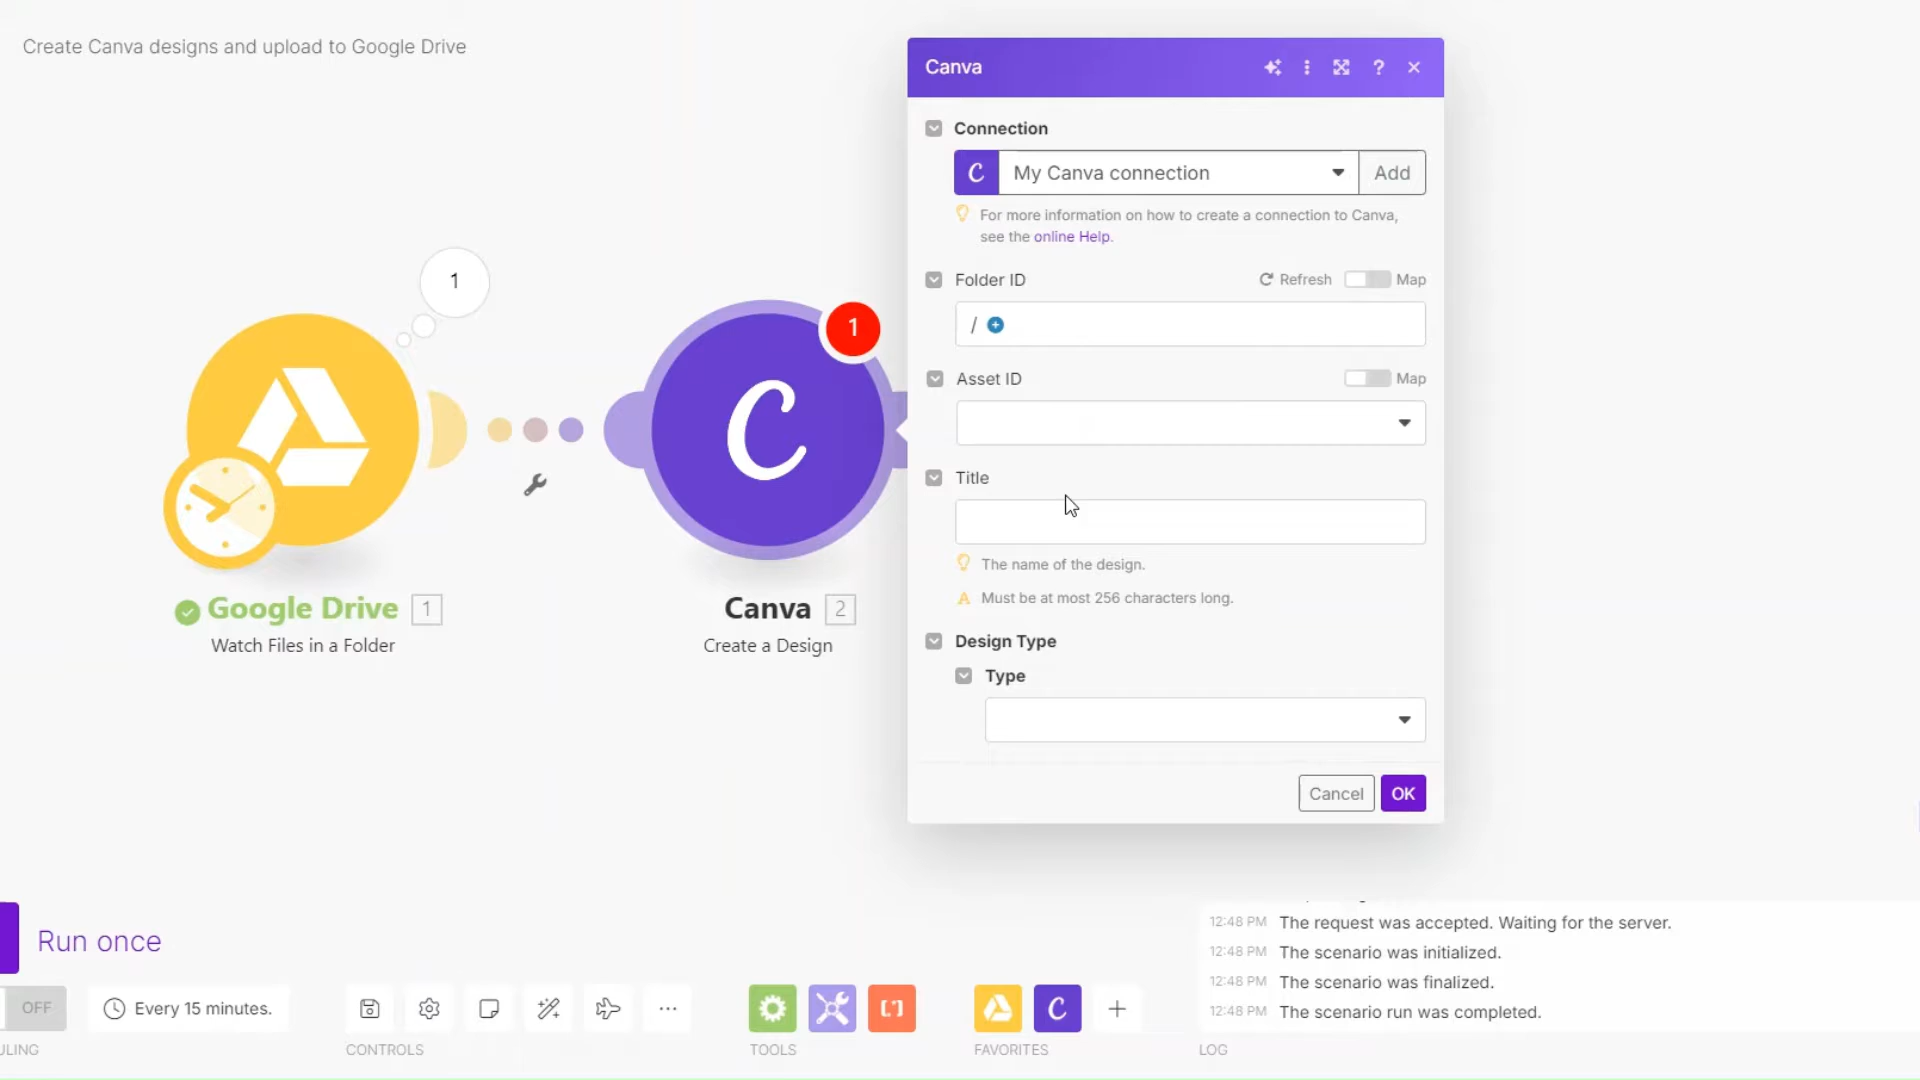 Create Canva designs and upload to Google Drive
Canva
?
Connection
C
My Canva connection
Add
For more information on how to create a connection to Canva,
see the online Help.
Folder ID
Refresh
Map
/
Asset ID
Map
Title
The name of the design.
A Must be at most 256 characters long.
Design Type
Type
Cancel
OK
1
1
C
Google Drive 1
Watch Files in a Folder
Canva 2
Create a Design
Run once
OFF
Every 15 minutes.
ULING
CONTROLS
TOOLS
C
FAVORITES
12:48 PM The request was accepted. Waiting for the server.
12:48 PM The scenario was initialized.
12:48 PM The scenario was finalized.
12:48 PM The scenario run was completed.
LOG